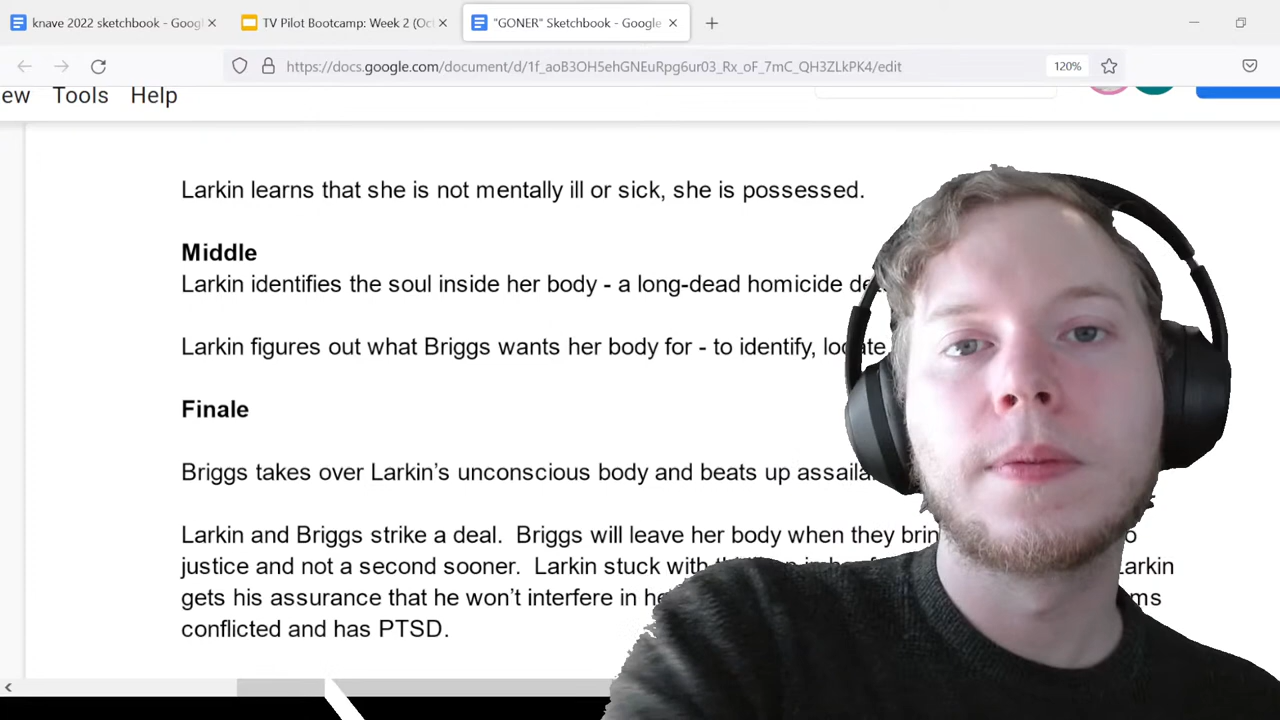 knave 2022 sketchbook - Goog
TV Pilot Bootcamp: Week 2 (Oc
"GONER" Sketchbook - Google
https://docs.google.com/document/d/1f_aoB3OH5ehGNEuRpg6ur03_Rx_oF_7mC_QH3ZLkPK4/edit
120%
ew Tools Help
Larkin learns that she is not mentally ill or sick, she is possessed.
Middle
Larkin identifies the soul inside her body - a long-dead homicide
Larkin figures out what Briggs wants her body for - to identify,
Finale
Briggs takes over Larkin's unconscious body and beats up
Larkin and Briggs strike a deal. Briggs will leave her body when they
justice and not a second sooner. Larkin stuck with Larkin
gets his assurance that he won't interfere in
conflicted and has PTSD.